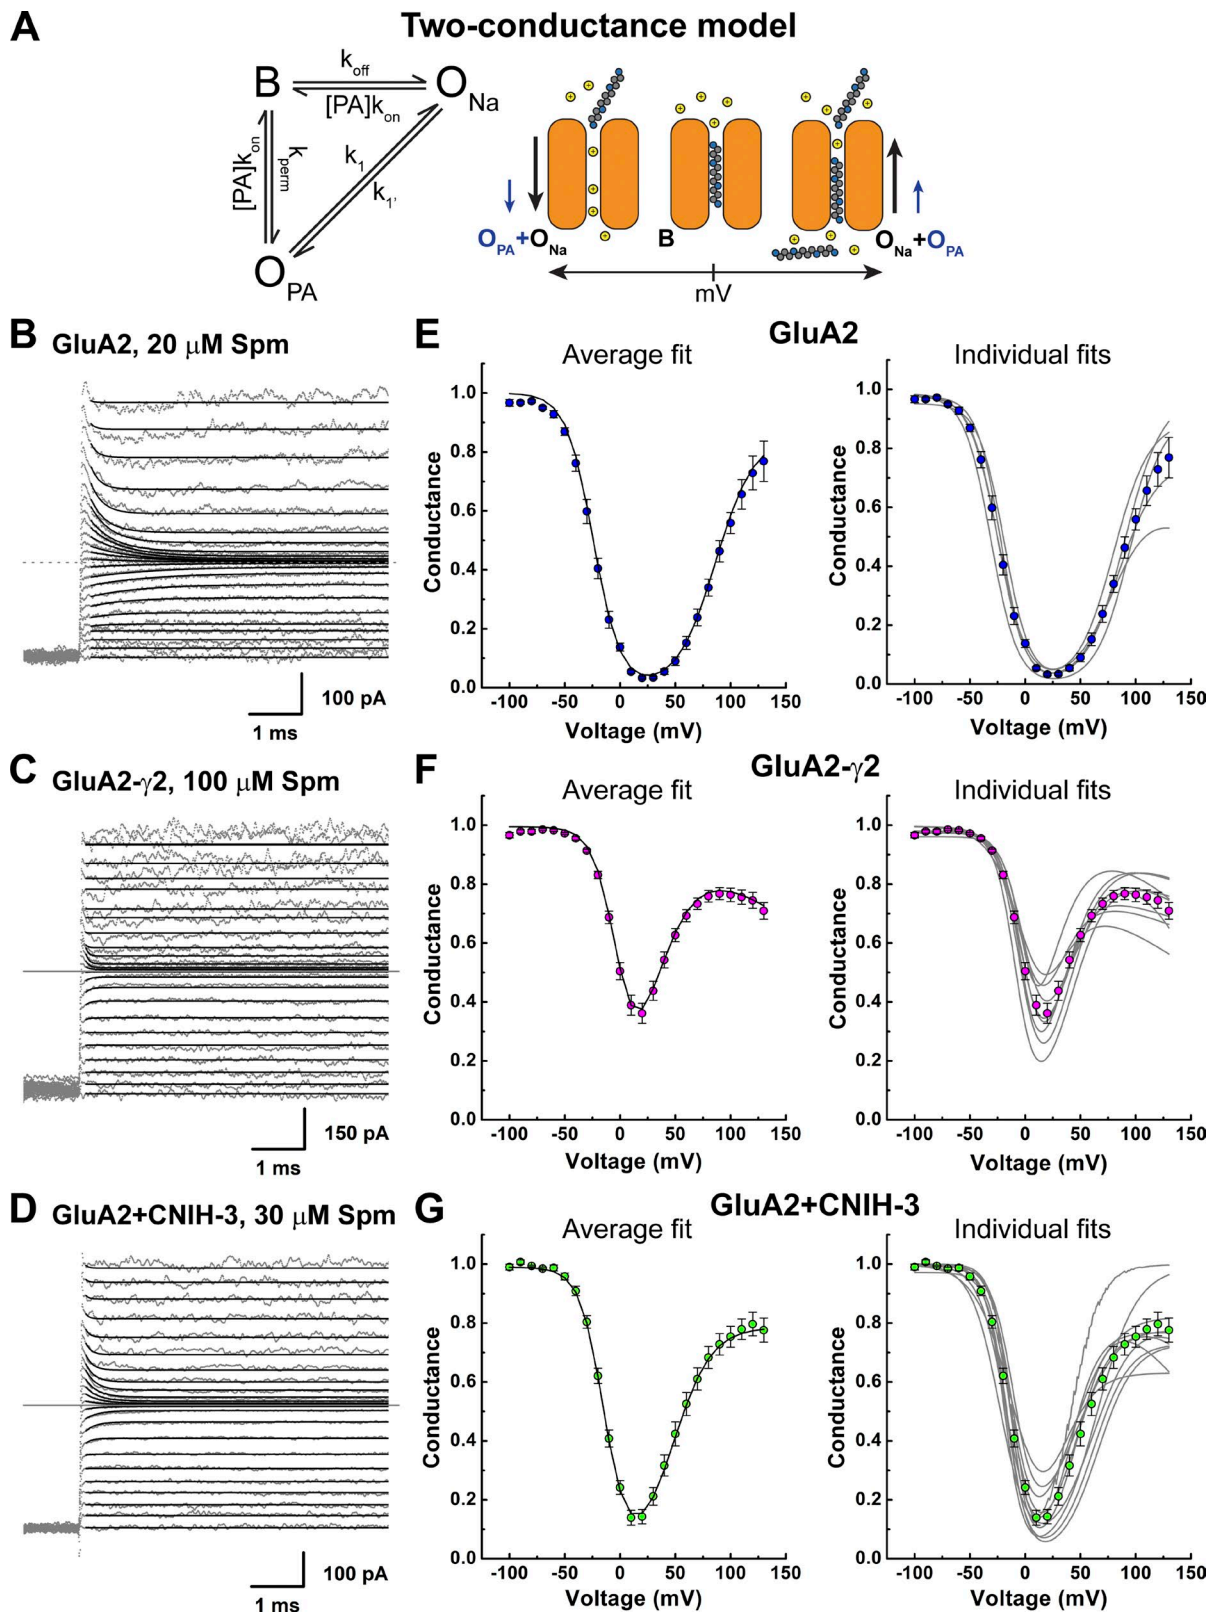 A
Two-conductance model
B
k_off
[PA]k_on
O_Na
[PA]k_on
k_perm
k_1
k_1'
O_PA
O_PA+O_Na
B
O_Na+O_PA
mV
B
GluA2, 20 μM Spm
100 pA
1 ms
E
GluA2
Average fit
Individual fits
Conductance
1.0
0.8
0.6
0.4
0.2
0.0
-100 -50 0 50 100 150
Voltage (mV)
Conductance
1.0
0.8
0.6
0.4
0.2
0.0
-100 -50 0 50 100 150
Voltage (mV)
C
GluA2-γ2, 100 μM Spm
150 pA
1 ms
F
GluA2-γ2
Average fit
Individual fits
Conductance
1.0
0.8
0.6
0.4
0.2
0.0
-100 -50 0 50 100 150
Voltage (mV)
Conductance
1.0
0.8
0.6
0.4
0.2
0.0
-100 -50 0 50 100 150
Voltage (mV)
D
GluA2+CNIH-3, 30 μM Spm
100 pA
1 ms
G
GluA2+CNIH-3
Average fit
Individual fits
Conductance
1.0
0.8
0.6
0.4
0.2
0.0
-100 -50 0 50 100 150
Voltage (mV)
Conductance
1.0
0.8
0.6
0.4
0.2
0.0
-100 -50 0 50 100 150
Voltage (mV)